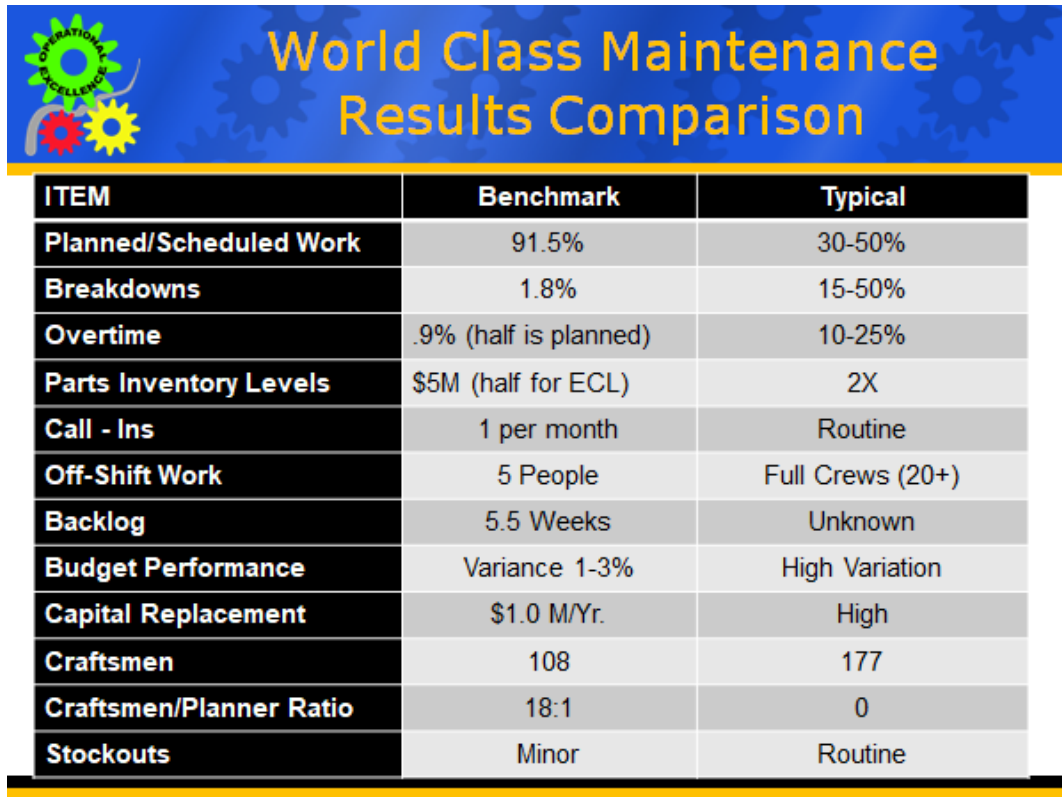 OPERATIONAL
EXCELLENCE
World Class Maintenance
Results Comparison
ITEM Benchmark Typical
Planned/Scheduled Work 91.5% 30-50%
Breakdowns 1.8% 15-50%
Overtime .9% (half is planned) 10-25%
Parts Inventory Levels $5M (half for ECL) 2X
Call - Ins 1 per month Routine
Off-Shift Work 5 People Full Crews (20+)
Backlog 5.5 Weeks Unknown
Budget Performance Variance 1-3% High Variation
Capital Replacement $1.0 M/Yr. High
Craftsmen 108 177
Craftsmen/Planner Ratio 18:1 0
Stockouts Minor Routine